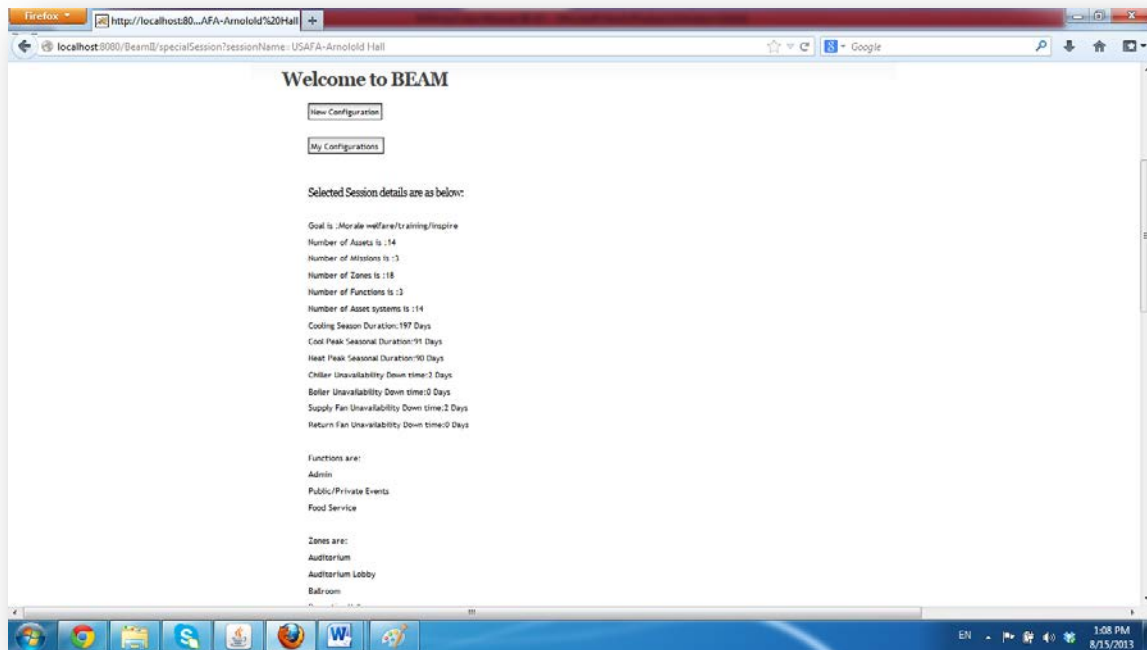 Firefox
http://localhost:80...AFA-Arnolold%20Hall
localhost:8080/BeamII/specialSession?sessionName=USAFA-Arnolold Hall
Google
Welcome to BEAM
New Configuration
My Configurations
Selected Session details are as below:
Goal is :Morale welfare/training/inspire
Number of Assets is :14
Number of Missions is :3
Number of Zones is :18
Number of Functions is :3
Number of Asset systems is :14
Cooling Season Duration:197 Days
Cool Peak Seasonal Duration:91 Days
Heat Peak Seasonal Duration:90 Days
Chiller Unavailability Down time:2 Days
Boiler Unavailability Down time:0 Days
Supply Fan Unavailability Down time:2 Days
Return Fan Unavailability Down time:0 Days
Functions are:
Admin
Public/Private Events
Food Service
Zones are:
Auditorium
Auditorium Lobby
Ballroom
EN
1:08 PM
8/15/2013